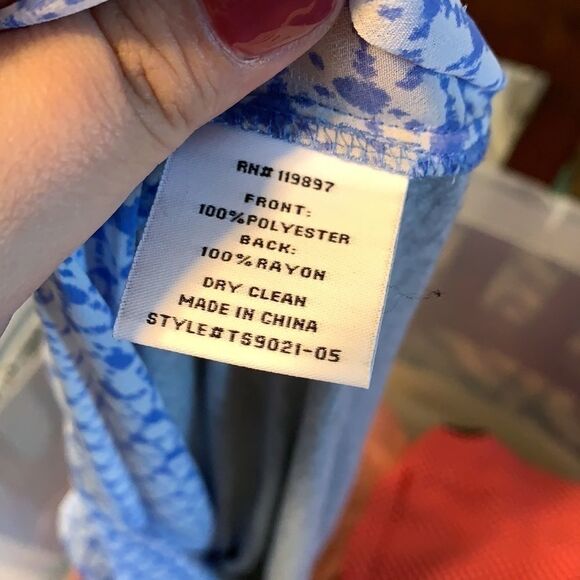 RN# 119897
FRONT:
100%POLYESTER
BACK:
100%RAYON
DRY CLEAN
MADE IN CHINA
STYLE#TS9021-05